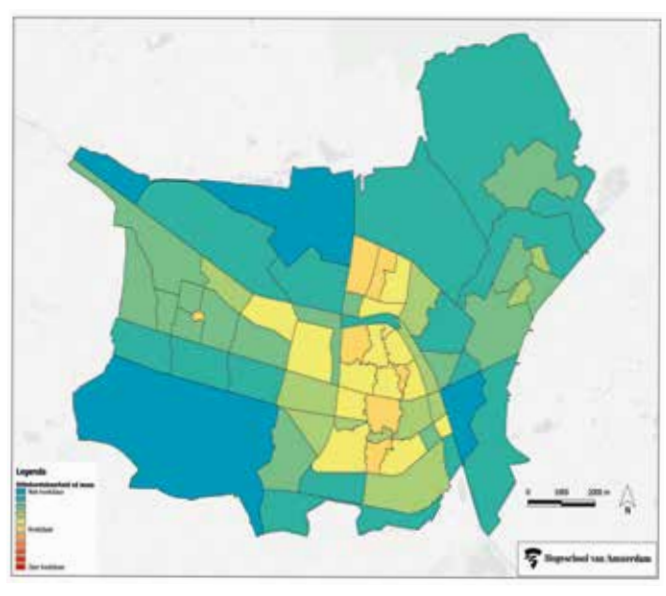 Legenda
Niet kwetsbaar
Kwetsbaar
Zeer kwetsbaar
0 1000 2000 m
N
Hogeschool van Amsterdam